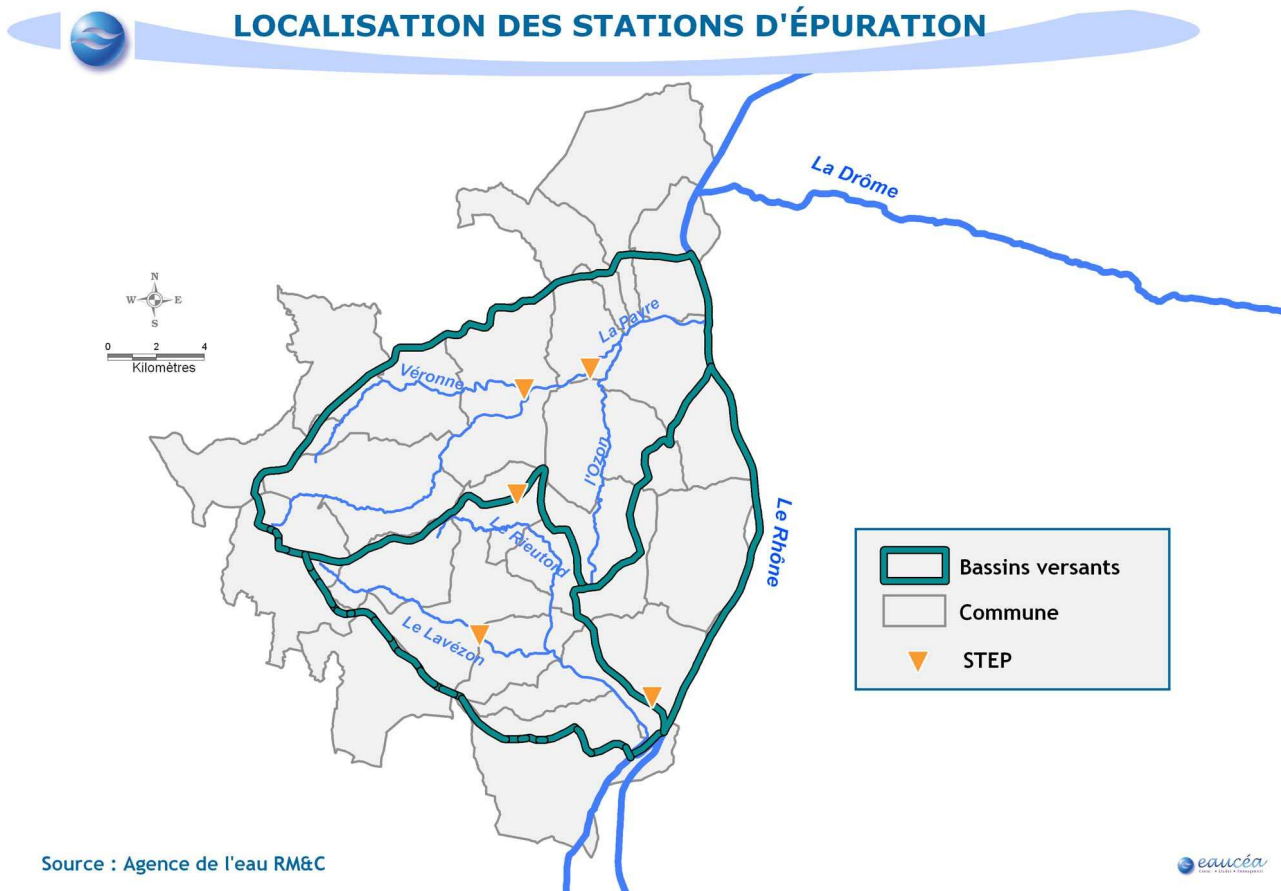 LOCALISATION DES STATIONS D'ÉPURATION
La Drôme
N
W
E
S
0 2 4
Kilomètres
La Payre
Véronne
l'Ozon
Le Rhône
Le Rieutord
Le Lavézon
Bassins versants
Commune
STEP
Source : Agence de l'eau RM&C
eaucéa